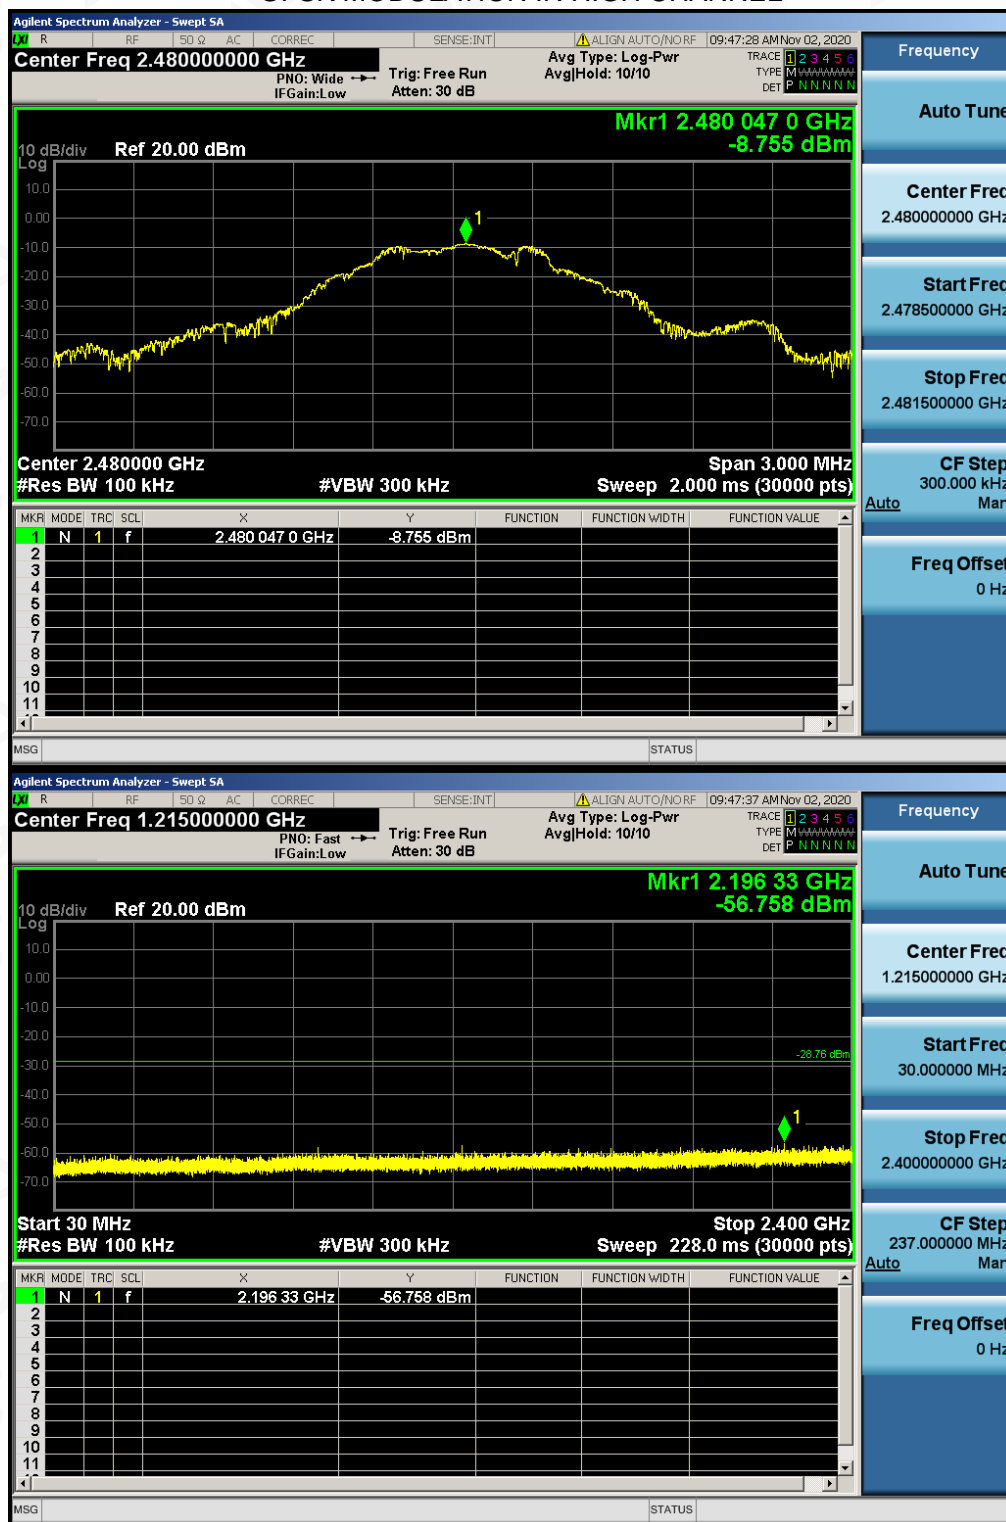 Agilent Spectrum Analyzer - Swept SA
LXI R RF 50 Ω AC CORREC SENSE:INT ALIGN AUTO/NO RF 09:47:28 AM Nov 02, 2020
Center Freq 2.480000000 GHz
PNO: Wide
IFGain:Low
Trig: Free Run
Atten: 30 dB
Avg Type: Log-Pwr
Avg|Hold: 10/10
TRACE 1 2 3 4 5 6
TYPE M
DET P N N N N N
Frequency
Mkr1 2.480 047 0 GHz
-8.755 dBm
10 dB/div
Log
Ref 20.00 dBm
10.0
0.00
-10.0
-20.0
-30.0
-40.0
-50.0
-60.0
-70.0
1
Center 2.480000 GHz
Span 3.000 MHz
#Res BW 100 kHz
#VBW 300 kHz
Sweep 2.000 ms (30000 pts)
MKR MODE TRC SCL X Y FUNCTION FUNCTION WIDTH FUNCTION VALUE
1 N 1 f 2.480 047 0 GHz -8.755 dBm
2
3
4
5
6
7
8
9
10
11
MSG
STATUS
Auto Tune
Center Freq
2.480000000 GHz
Start Freq
2.478500000 GHz
Stop Freq
2.481500000 GHz
CF Step
300.000 kHz
Auto Man
Freq Offset
0 Hz
Agilent Spectrum Analyzer - Swept SA
LXI R RF 50 Ω AC CORREC SENSE:INT ALIGN AUTO/NO RF 09:47:37 AM Nov 02, 2020
Center Freq 1.215000000 GHz
PNO: Fast
IFGain:Low
Trig: Free Run
Atten: 30 dB
Avg Type: Log-Pwr
Avg|Hold: 10/10
TRACE 1 2 3 4 5 6
TYPE M
DET P N N N N N
Frequency
Mkr1 2.196 33 GHz
-56.758 dBm
10 dB/div
Log
Ref 20.00 dBm
10.0
0.00
-10.0
-20.0
-30.0
-40.0
-50.0
-60.0
-70.0
-28.76 dBm
1
Start 30 MHz
Stop 2.400 GHz
#Res BW 100 kHz
#VBW 300 kHz
Sweep 228.0 ms (30000 pts)
MKR MODE TRC SCL X Y FUNCTION FUNCTION WIDTH FUNCTION VALUE
1 N 1 f 2.196 33 GHz -56.758 dBm
2
3
4
5
6
7
8
9
10
11
MSG
STATUS
Auto Tune
Center Freq
1.215000000 GHz
Start Freq
30.000000 MHz
Stop Freq
2.400000000 GHz
CF Step
237.000000 MHz
Auto Man
Freq Offset
0 Hz